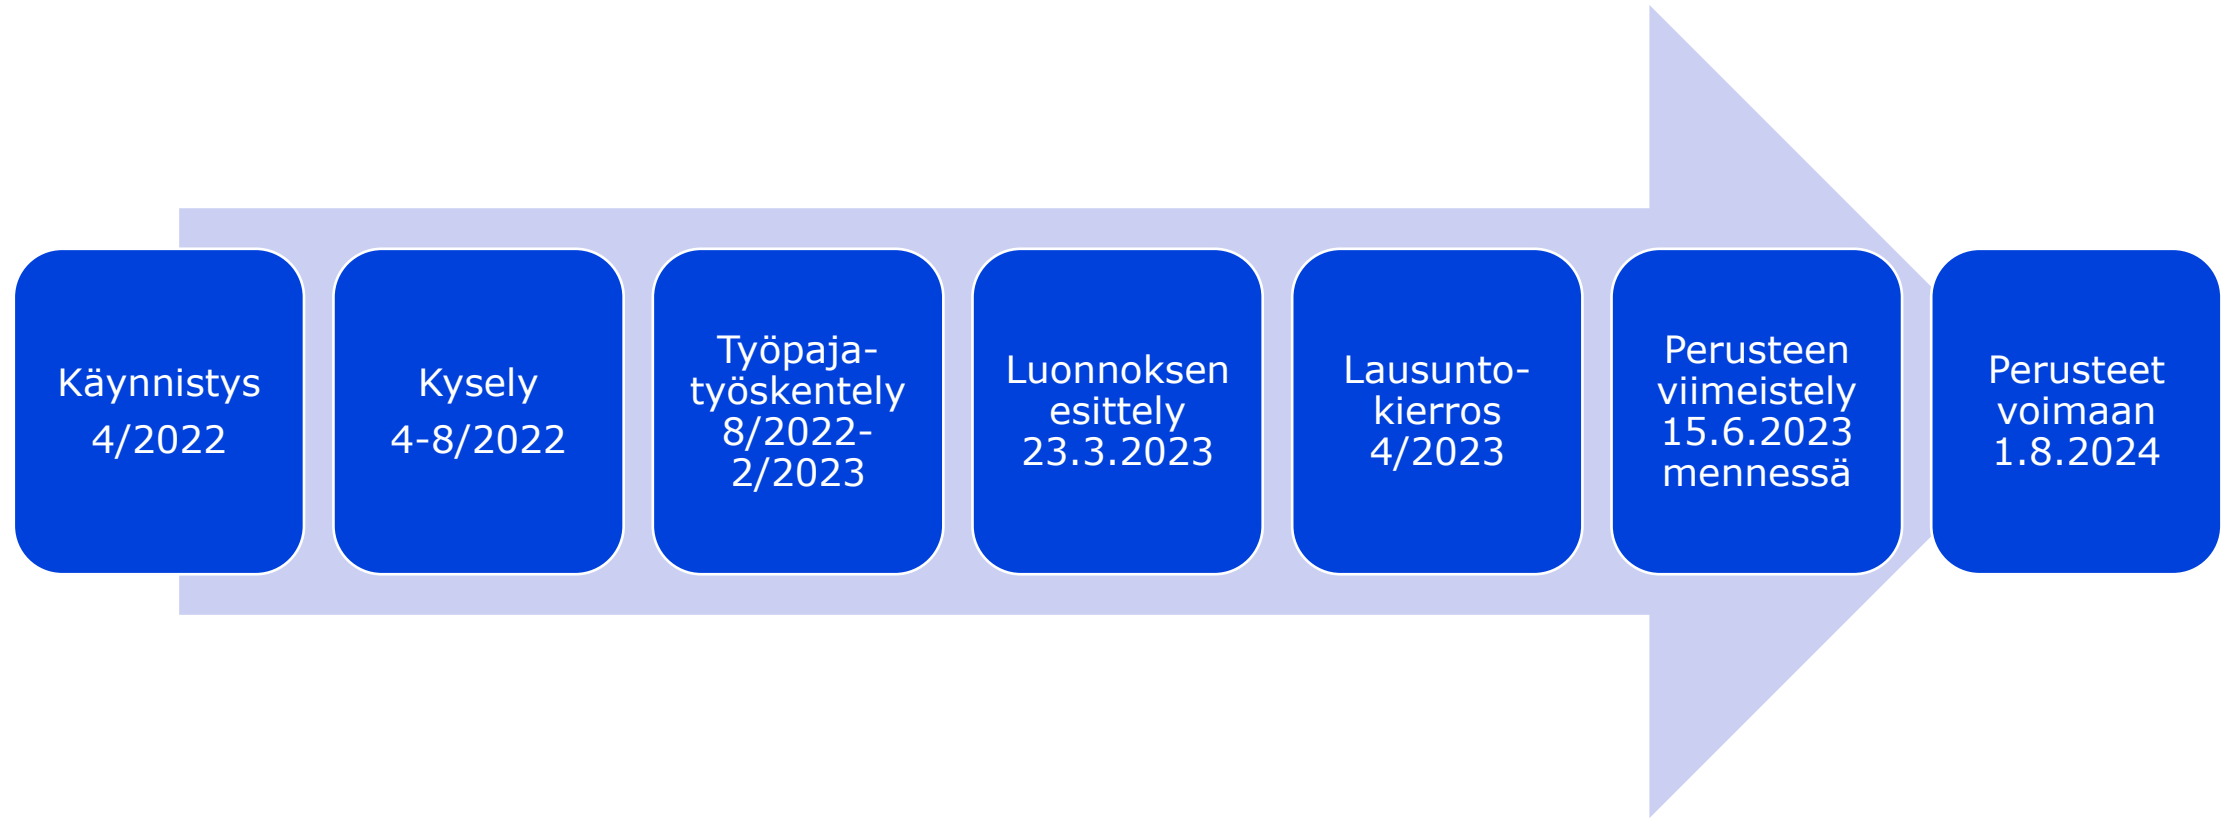 Käynnistys
4/2022
Kysely
4-8/2022
Työpaja-
työskentely
8/2022-
2/2023
Luonnoksen
esittely
23.3.2023
Lausunto-
kierros
4/2023
Perusteen
viimeistely
15.6.2023
mennessä
Perusteet
voimaan
1.8.2024